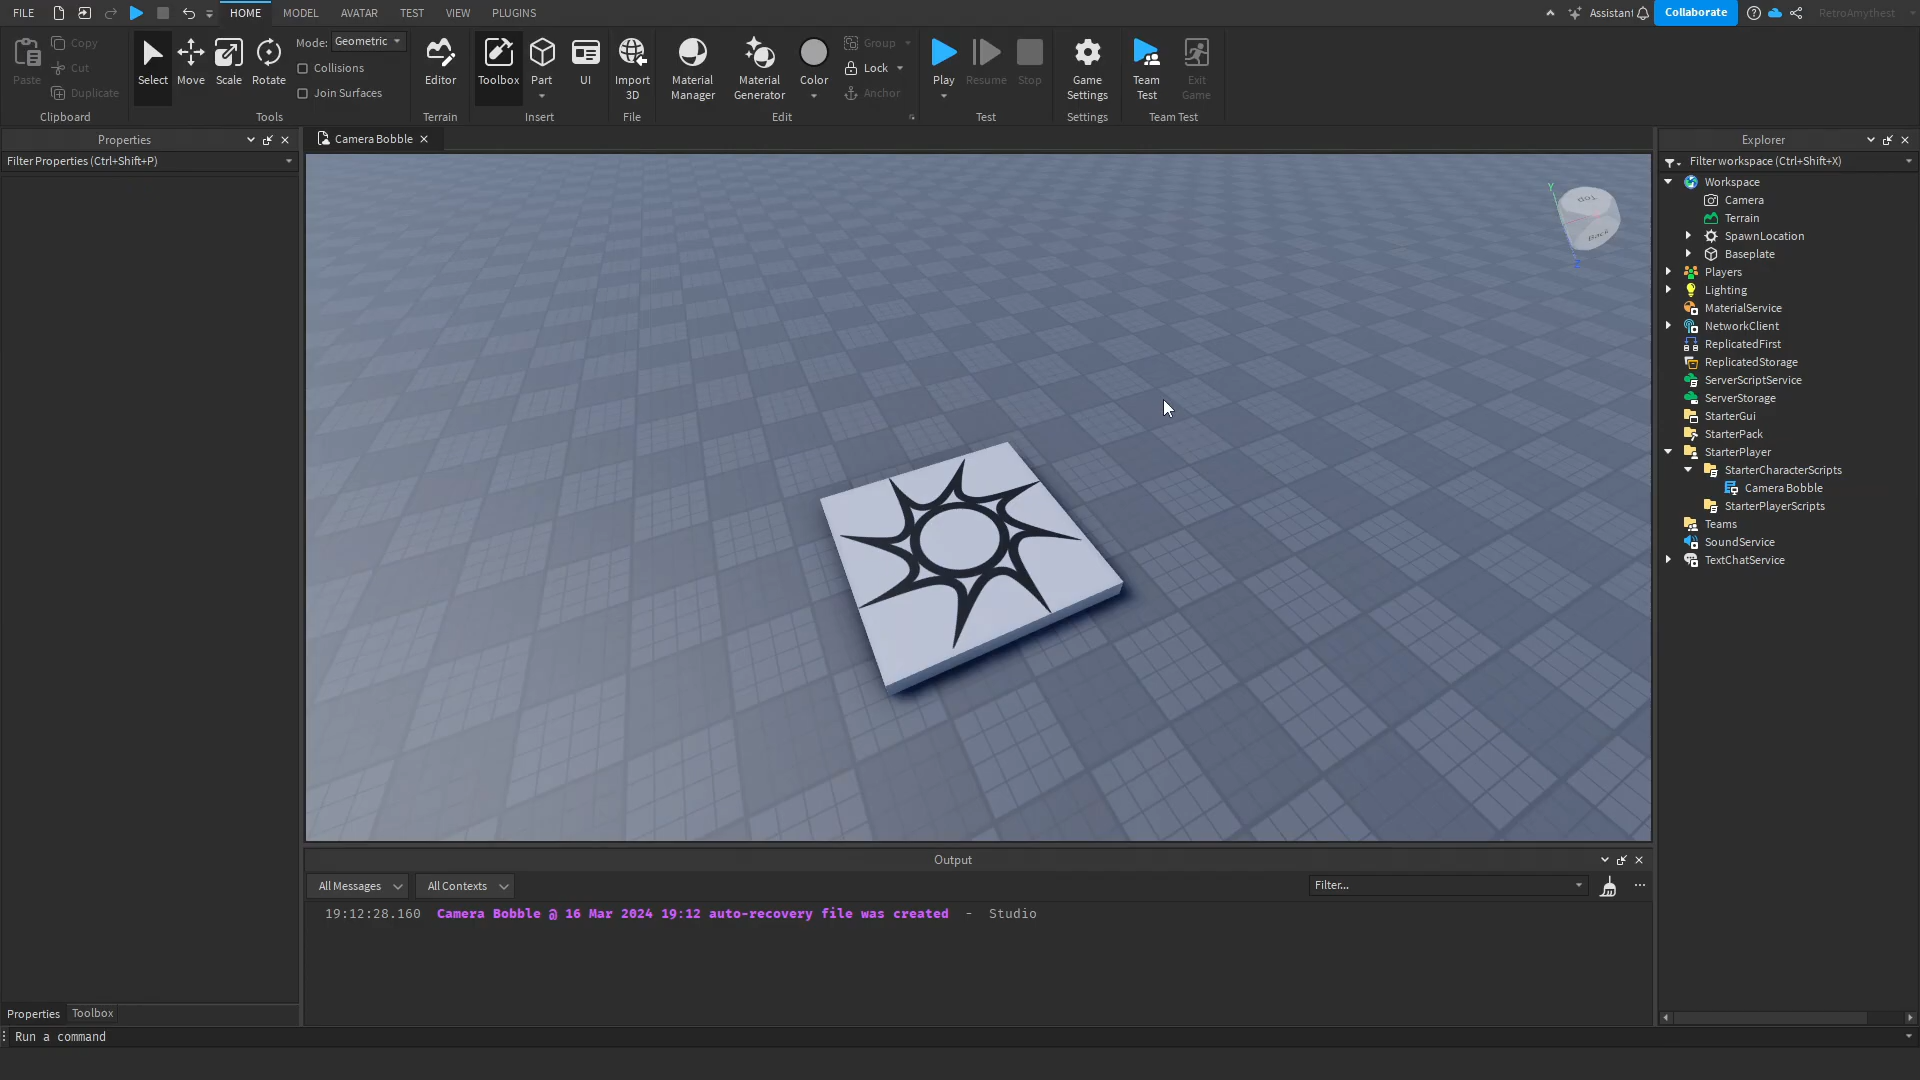 FILE HOME MODEL AVATAR TEST VIEW PLUGINS Assistant Collaborate RetroAmythest
Paste Copy Cut Duplicate
Clipboard
Select Move Scale Rotate
Mode: Geometric
Collisions
Join Surfaces
Tools
Editor
Terrain
Toolbox Part UI
Insert
Import
3D
File
Material
Manager
Material
Generator
Color
Group
Lock
Anchor
Edit
Play Resume Stop
Test
Game
Settings
Settings
Team
Test
Exit
Game
Team Test
Properties
Filter Properties (Ctrl+Shift+P)
Camera Bobble
Y
Top
Back
Z
Explorer
Filter workspace (Ctrl+Shift+X)
Workspace
Camera
Terrain
SpawnLocation
Baseplate
Players
Lighting
MaterialService
NetworkClient
ReplicatedFirst
ReplicatedStorage
ServerScriptService
ServerStorage
StarterGui
StarterPack
StarterPlayer
StarterCharacterScripts
Camera Bobble
StarterPlayerScripts
Teams
SoundService
TextChatService
Output
All Messages All Contexts Filter...
19:12:28.160 Camera Bobble @ 16 Mar 2024 19:12 auto-recovery file was created - Studio
Properties Toolbox
Run a command